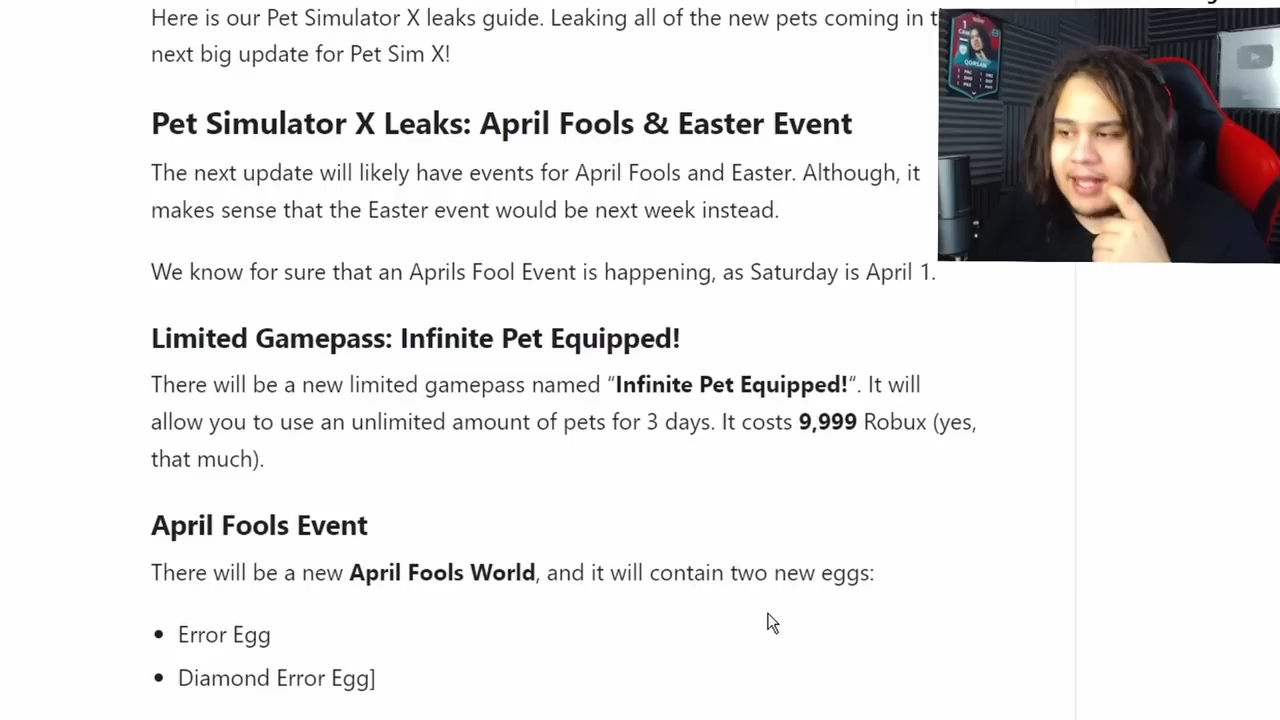 Here is our Pet Simulator X leaks guide. Leaking all of the new pets coming in
next big update for Pet Sim X!
Pet Simulator X Leaks: April Fools & Easter Event
The next update will likely have events for April Fools and Easter. Although, it
makes sense that the Easter event would be next week instead.
We know for sure that an Aprils Fool Event is happening, as Saturday is April 1.
Limited Gamepass: Infinite Pet Equipped!
There will be a new limited gamepass named “Infinite Pet Equipped!“. It will
allow you to use an unlimited amount of pets for 3 days. It costs 9,999 Robux (yes,
that much).
April Fools Event
There will be a new April Fools World, and it will contain two new eggs:
• Error Egg
• Diamond Error Egg]